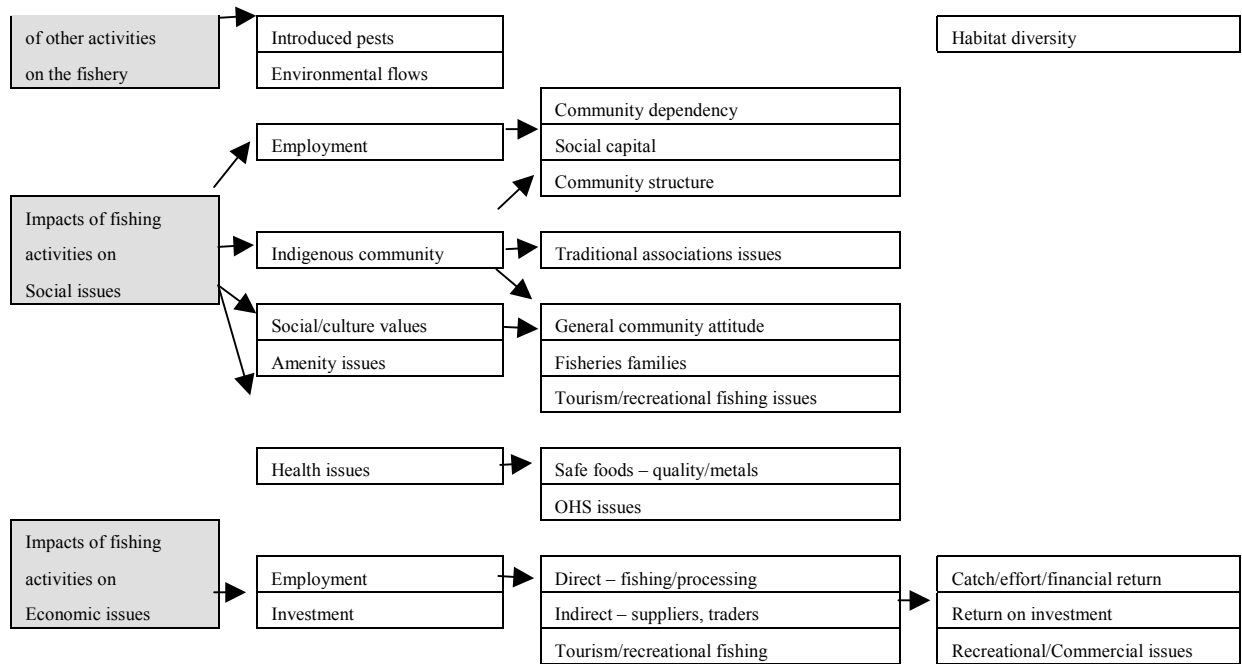 of other activities
on the fishery
Introduced pests
Environmental flows
Habitat diversity
Impacts of fishing
activities on
Social issues
Employment
Community dependency
Social capital
Community structure
Indigenous community
Traditional associations issues
Social/culture values
Amenity issues
General community attitude
Fisheries families
Tourism/recreational fishing issues
Health issues
Safe foods – quality/metals
OHS issues
Impacts of fishing
activities on
Economic issues
Employment
Investment
Direct – fishing/processing
Indirect – suppliers, traders
Tourism/recreational fishing
Catch/effort/financial return
Return on investment
Recreational/Commercial issues